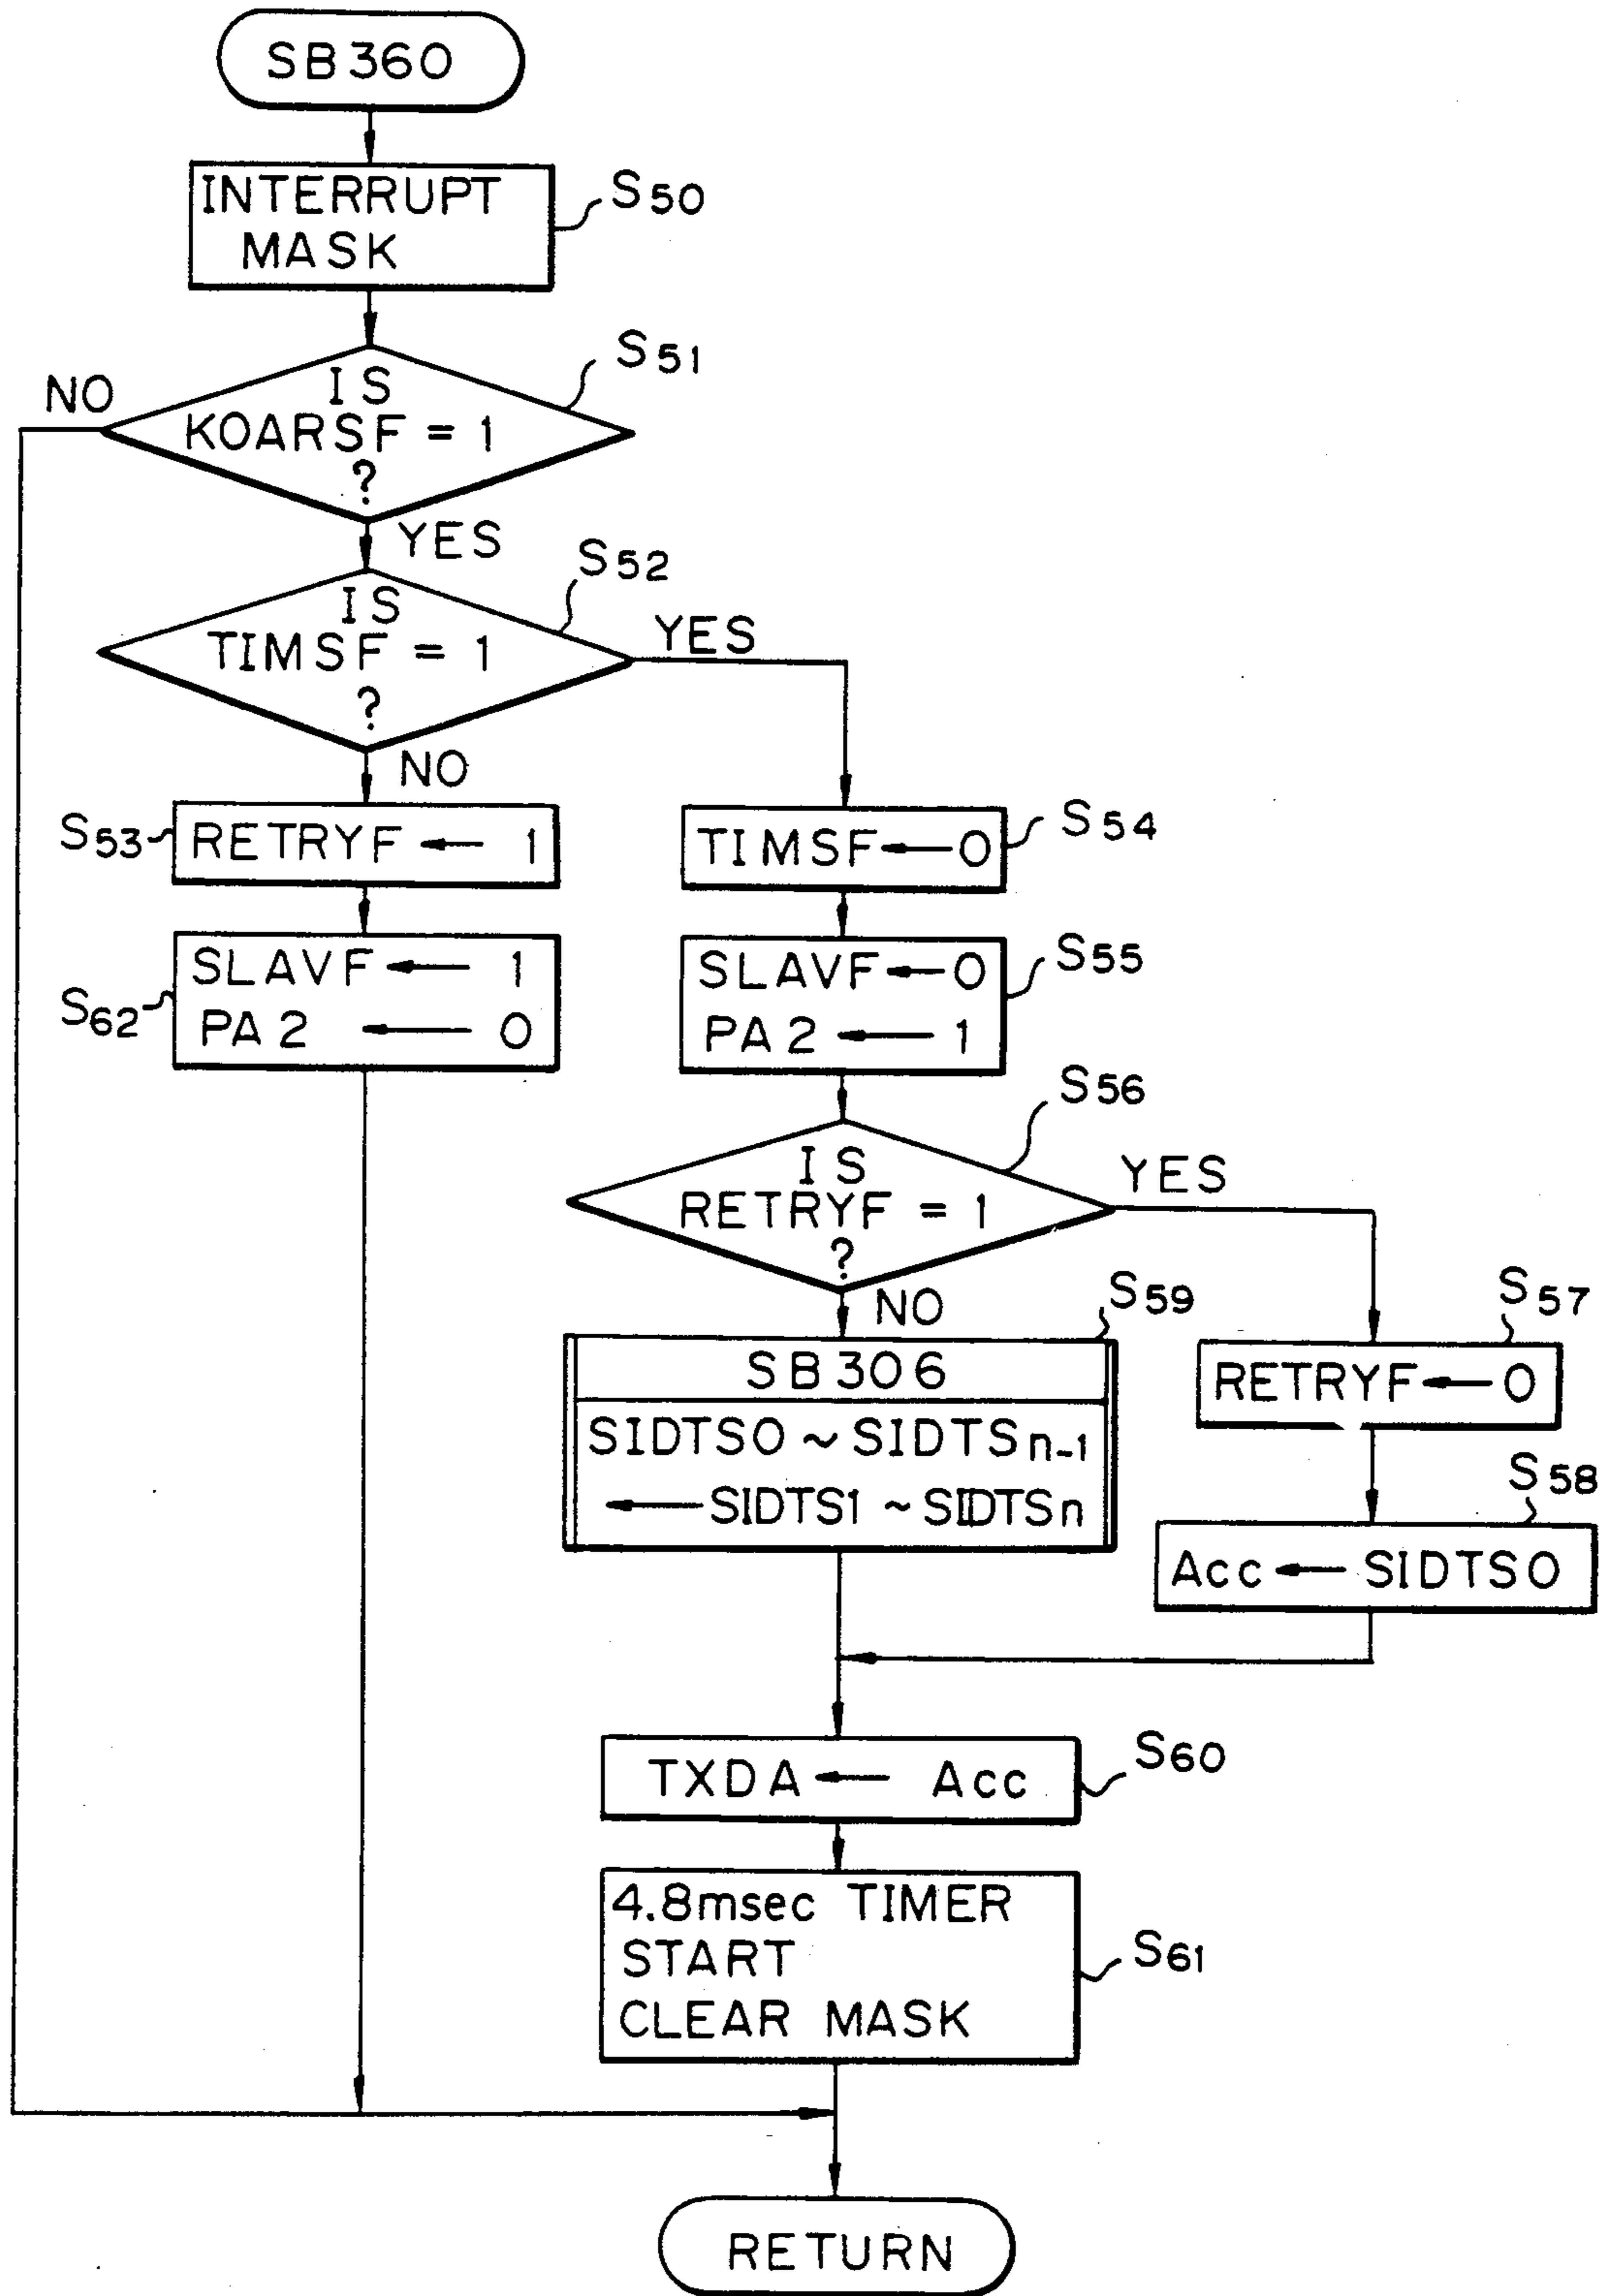 SB360
INTERRUPT
MASK
S50
IS
KOARSF = 1
?
S51
NO
YES
IS
TIMSF = 1
?
S52
YES
NO
S53
RETRYF ← 1
TIMSF ← 0
S54
SLAVF ← 1
PA2 ← 0
S62
SLAVF ← 0
PA2 ← 1
S55
IS
RETRYF = 1
?
S56
YES
NO
S59
SB306
SIDTS0 ~ SIDTSn-1
← SIDTS1 ~ SIDTSn
S57
RETRYF ← 0
S58
Acc ← SIDTS0
TXDA ← Acc
S60
4.8msec TIMER
START
CLEAR MASK
S61
RETURN